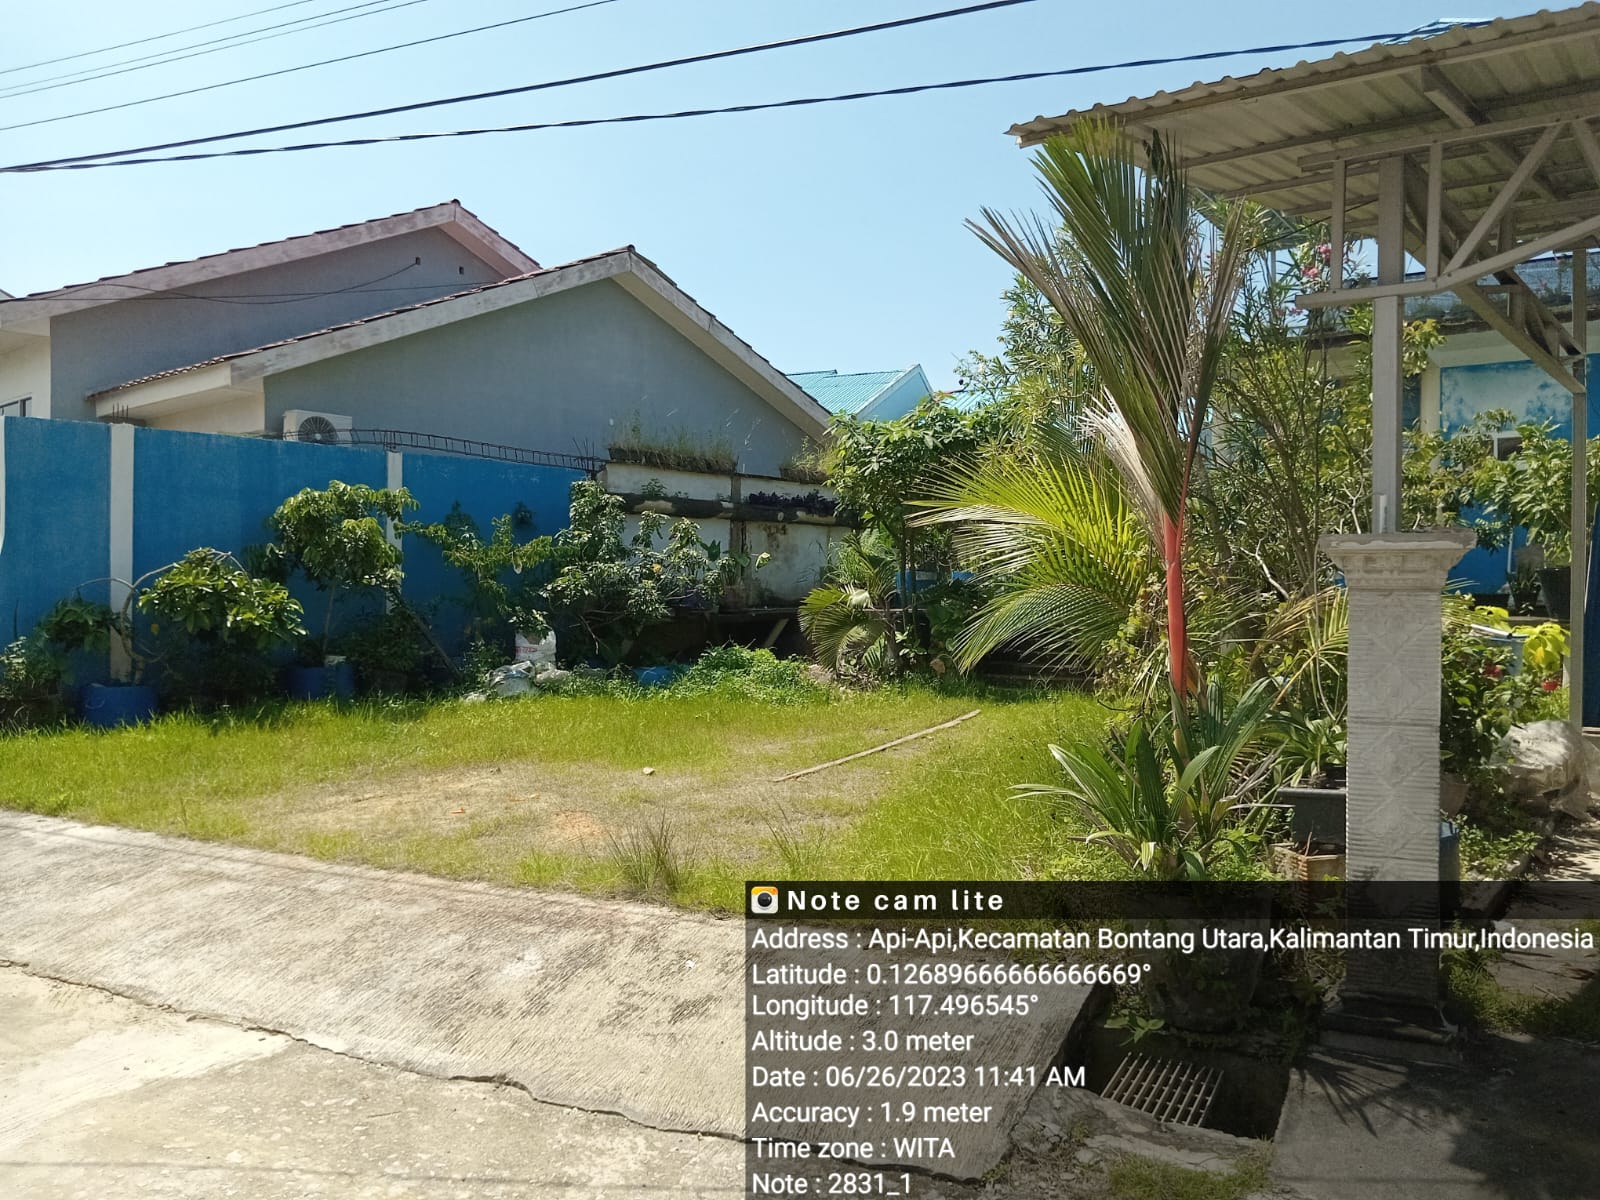 Note cam lite
Address : Api-Api,Kecamatan Bontang Utara,Kalimantan Timur,Indonesia
Latitude : 0.12689666666666669°
Longitude : 117.496545°
Altitude : 3.0 meter
Date : 06/26/2023 11:41 AM
Accuracy : 1.9 meter
Time zone : WITA
Note : 2831_1